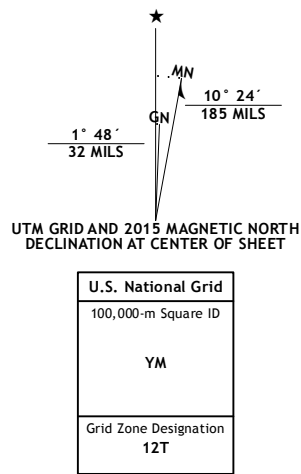 ★
MN
GN
10° 24´
185 MILS
1° 48´
32 MILS
UTM GRID AND 2015 MAGNETIC NORTH
DECLINATION AT CENTER OF SHEET
U.S. National Grid
100,000-m Square ID
YM
Grid Zone Designation
12T